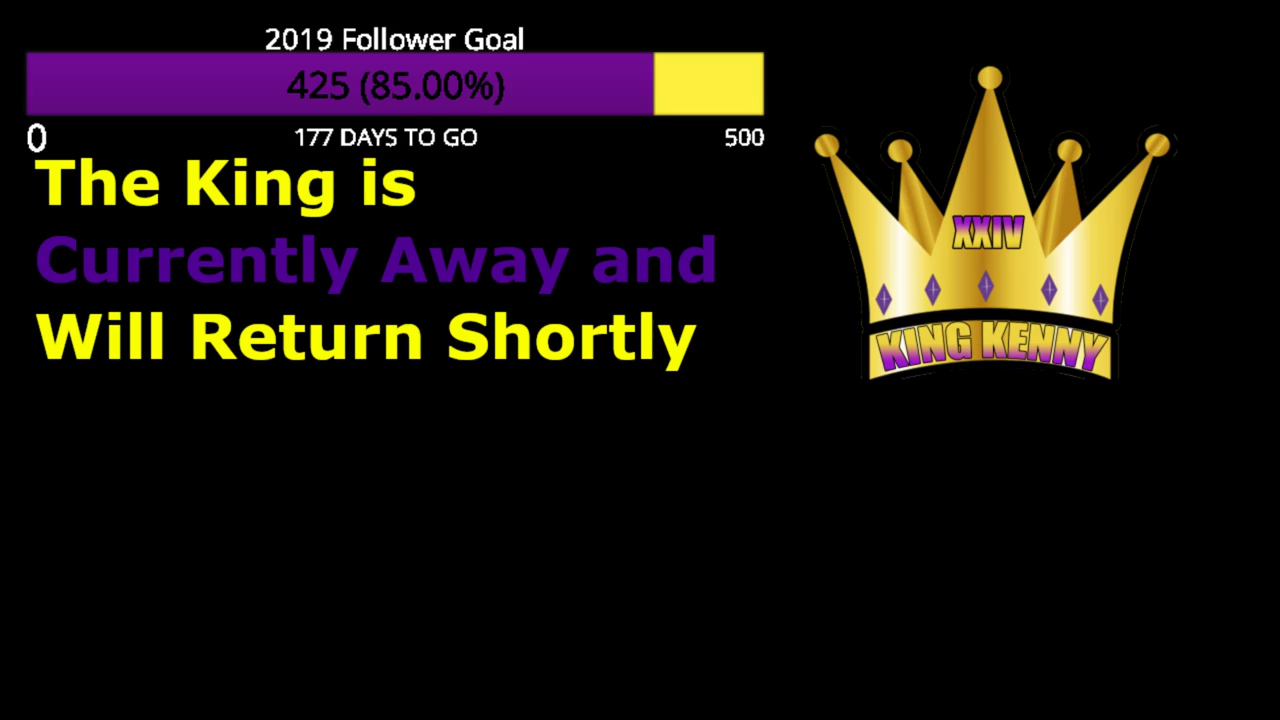 2019 Follower Goal
425 (85.00%)
0
177 DAYS TO GO
500
The King is
Currently Away and
Will Return Shortly
XXIV
KING KENNY